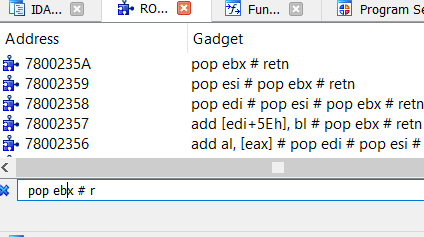 IDA... RO... Fun... Program Se
Address Gadget
7800235A pop ebx # retn
78002359 pop esi # pop ebx # retn
78002358 pop edi # pop esi # pop ebx # retn
78002357 add [edi+5Eh], bl # pop ebx # retn
78002356 add al, [eax] # pop edi # pop esi #
pop ebx # r